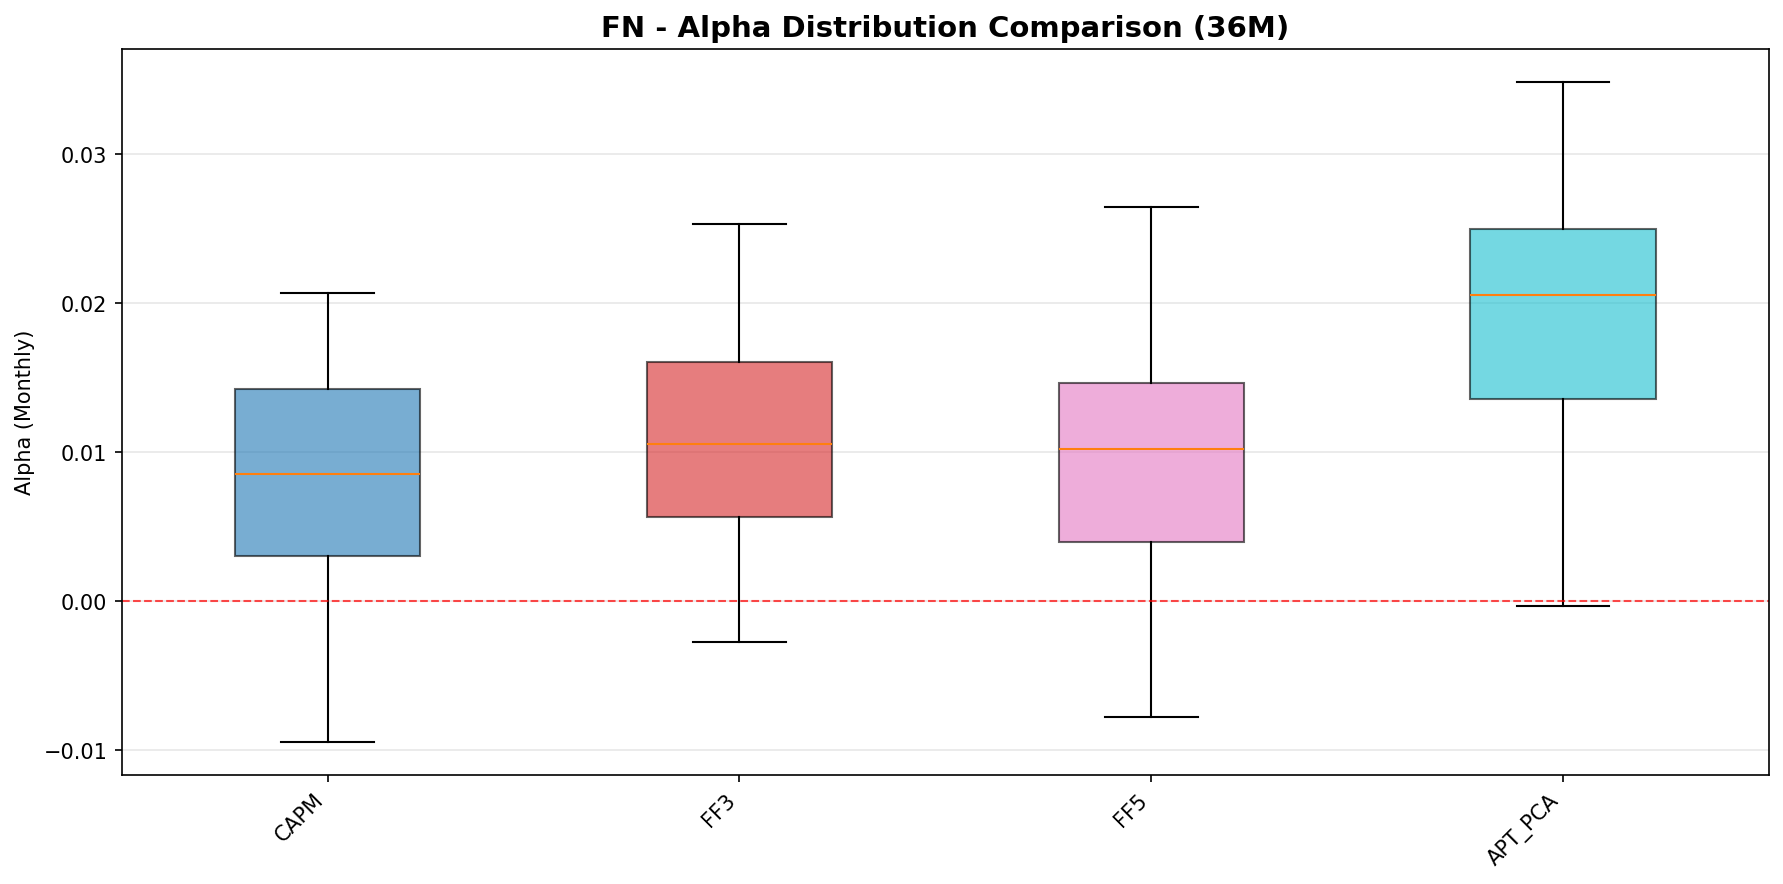 FN - Alpha Distribution Comparison (36M)
Alpha (Monthly)
0.03
0.02
0.01
0.00
−0.01
CAPM
FF3
FF5
APT_PCA